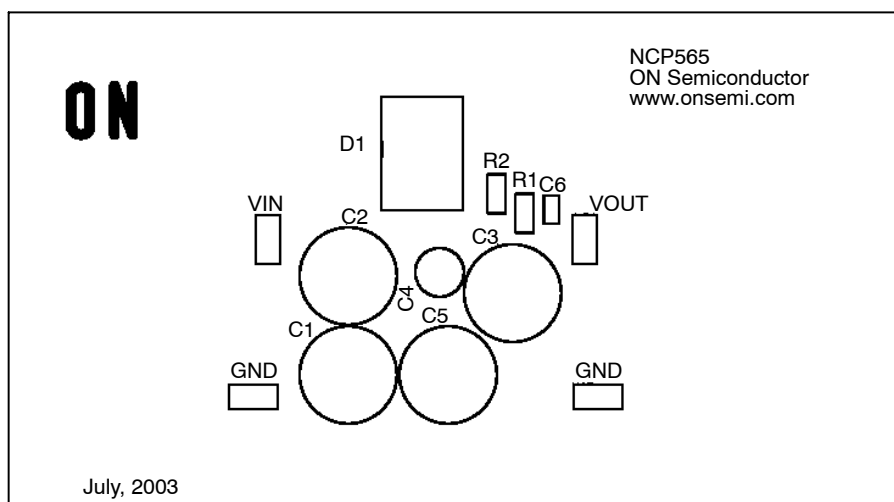 NCP565
ON Semiconductor
www.onsemi.com
ON
D1
R2
R1
C6
VIN
VOUT
C2
C3
C4
C5
C1
GND
GND
July, 2003